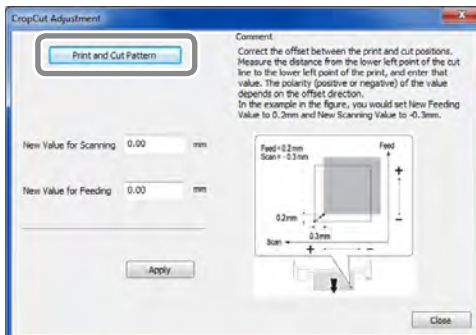 CropCut Adjustment
Print and Cut Pattern
Comment
Correct the offset between the print and cut positions.
Measure the distance from the lower left point of the cut
line to the lower left point of the print, and enter that
value. The polarity (positive or negative) of the value
depends on the offset direction.
In the example in the figure, you would set New Feeding
Value to 0.2mm and New Scanning Value to -0.3mm.
New Value for Scanning 0.00 mm
New Value for Feeding 0.00 mm
Apply
Feed = 0.2 mm
Scan = - 0.3 mm
Feed
+
-
0.2mm
0.3mm
Scan
+ -
Close